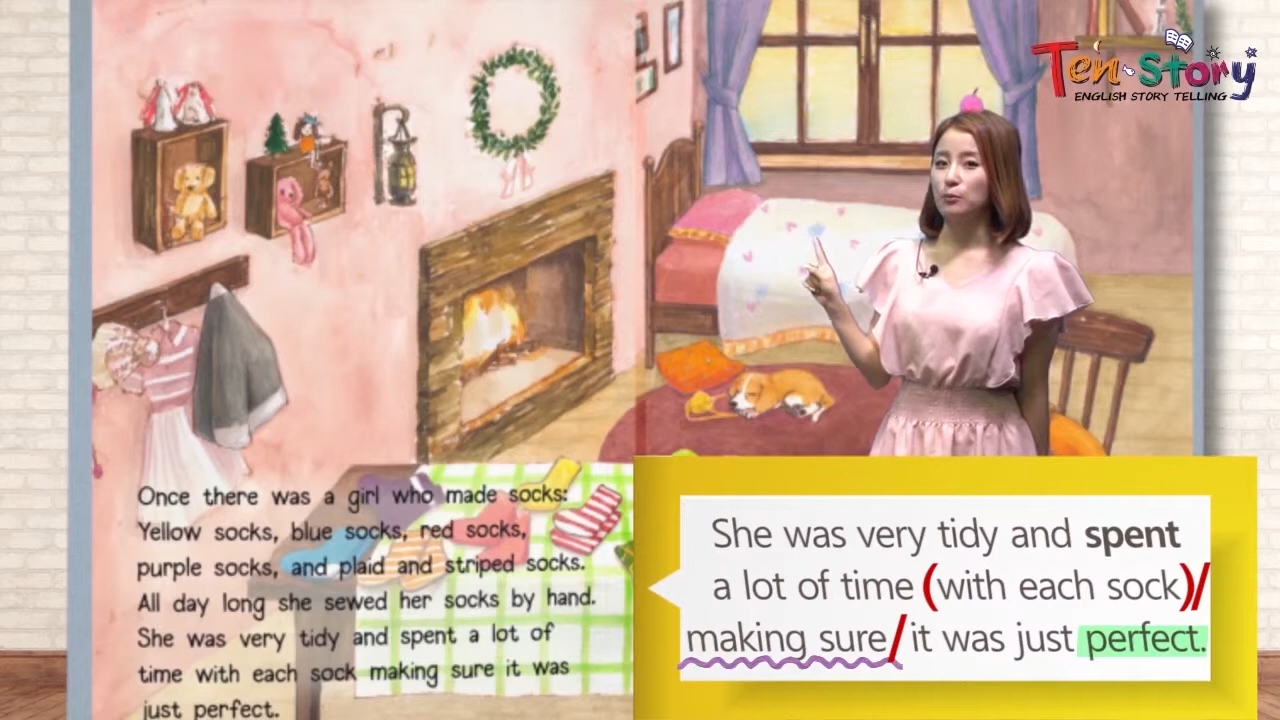 Ten Story
ENGLISH STORY TELLING
Once there was a girl who made socks:
Yellow socks, blue socks, red socks,
purple socks, and plaid and striped socks.
All day long she sewed her socks by hand.
She was very tidy and spent a lot of
time with each sock making sure it was
just perfect.
She was very tidy and spent
a lot of time (with each sock)/
making sure/ it was just perfect.